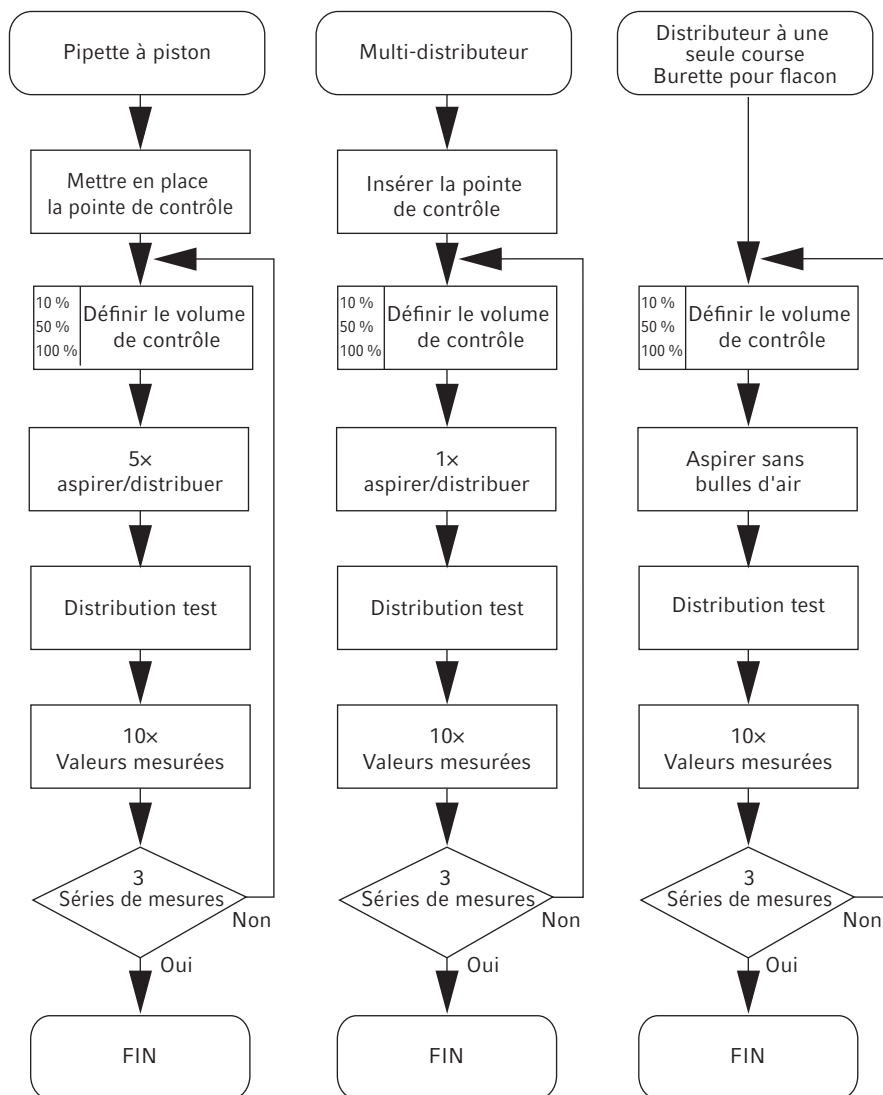 Pipette à piston
Mettre en place
la pointe de contrôle
10 %
50 %
100 %
Définir le volume
de contrôle
5×
aspirer/distribuer
Distribution test
10×
Valeurs mesurées
3
Séries de mesures
Non
Oui
FIN
Multi-distributeur
Insérer la pointe
de contrôle
10 %
50 %
100 %
Définir le volume
de contrôle
1×
aspirer/distribuer
Distribution test
10×
Valeurs mesurées
3
Séries de mesures
Non
Oui
FIN
Distributeur à une
seule course
Burette pour flacon
10 %
50 %
100 %
Définir le volume
de contrôle
Aspirer sans
bulles d'air
Distribution test
10×
Valeurs mesurées
3
Séries de mesures
Non
Oui
FIN